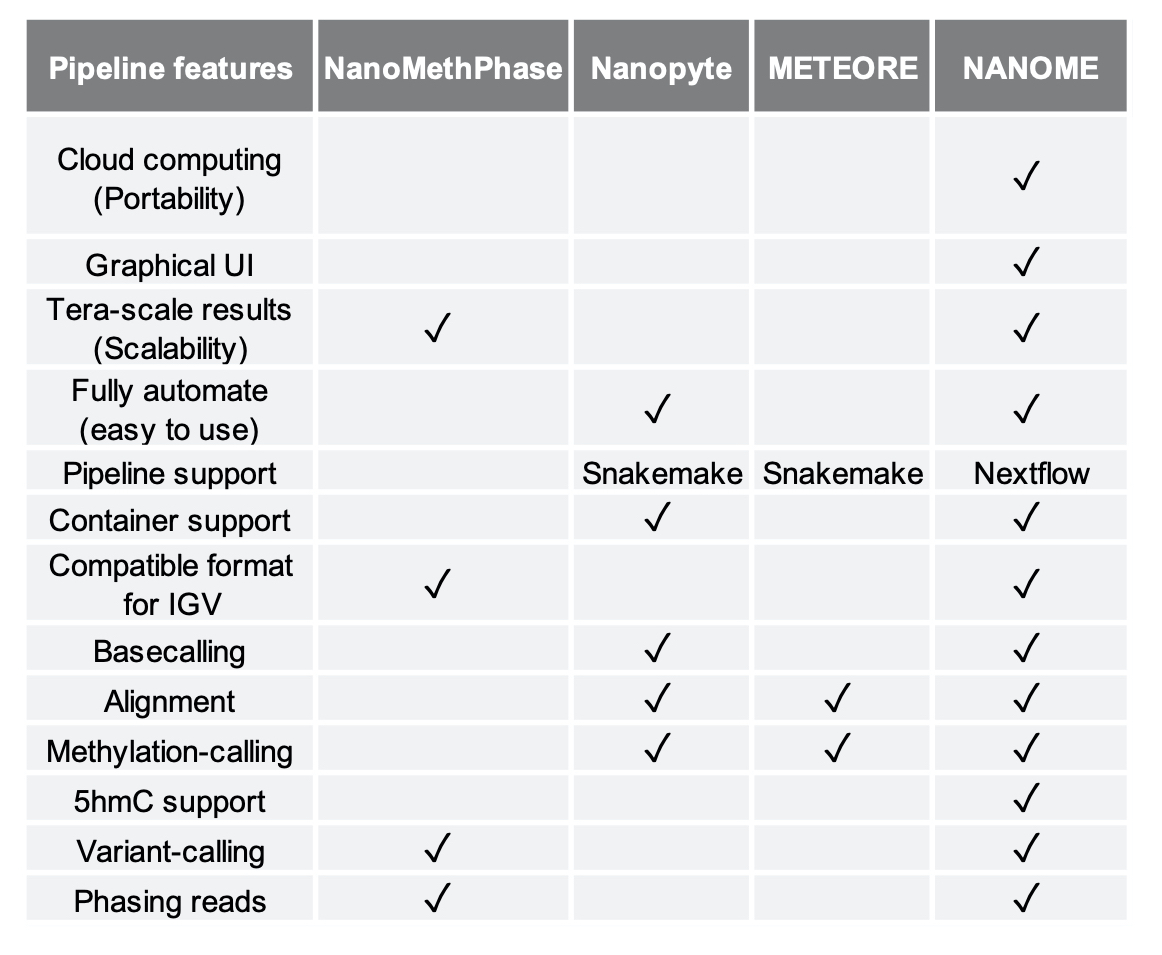 Pipeline features NanoMethPhase Nanopyte METEORE NANOME
Cloud computing
(Portability) ✓
Graphical UI ✓
Tera-scale results
(Scalability) ✓ ✓
Fully automate
(easy to use) ✓ ✓
Pipeline support Snakemake Snakemake Nextflow
Container support ✓ ✓
Compatible format
for IGV ✓ ✓
Basecalling ✓ ✓
Alignment ✓ ✓ ✓
Methylation-calling ✓ ✓ ✓
5hmC support ✓
Variant-calling ✓ ✓
Phasing reads ✓ ✓